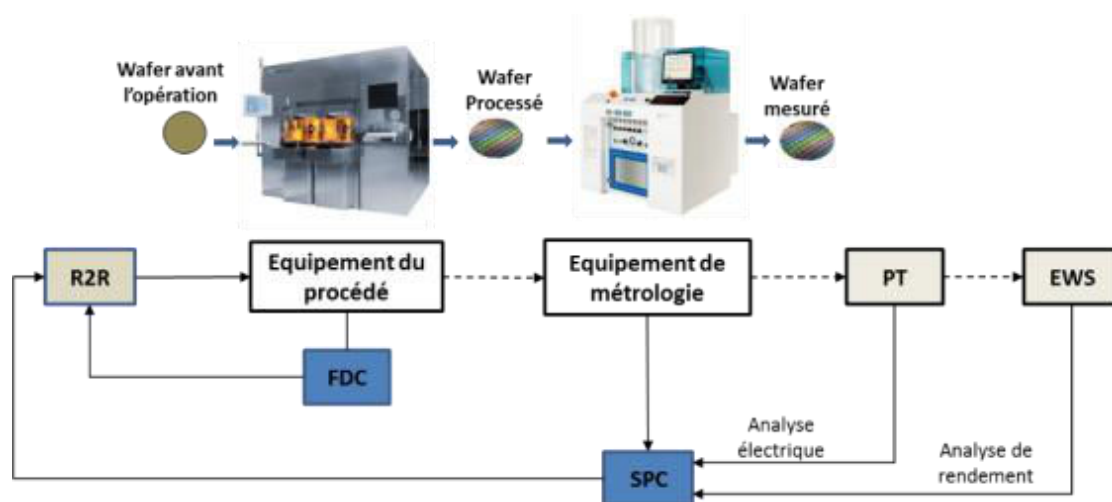 Wafer avant
l'opération
Wafer
Processé
Wafer
mesuré
R2R
Equipement du
procédé
Equipement de
métrologie
PT
EWS
FDC
Analyse
électrique
Analyse de
rendement
SPC